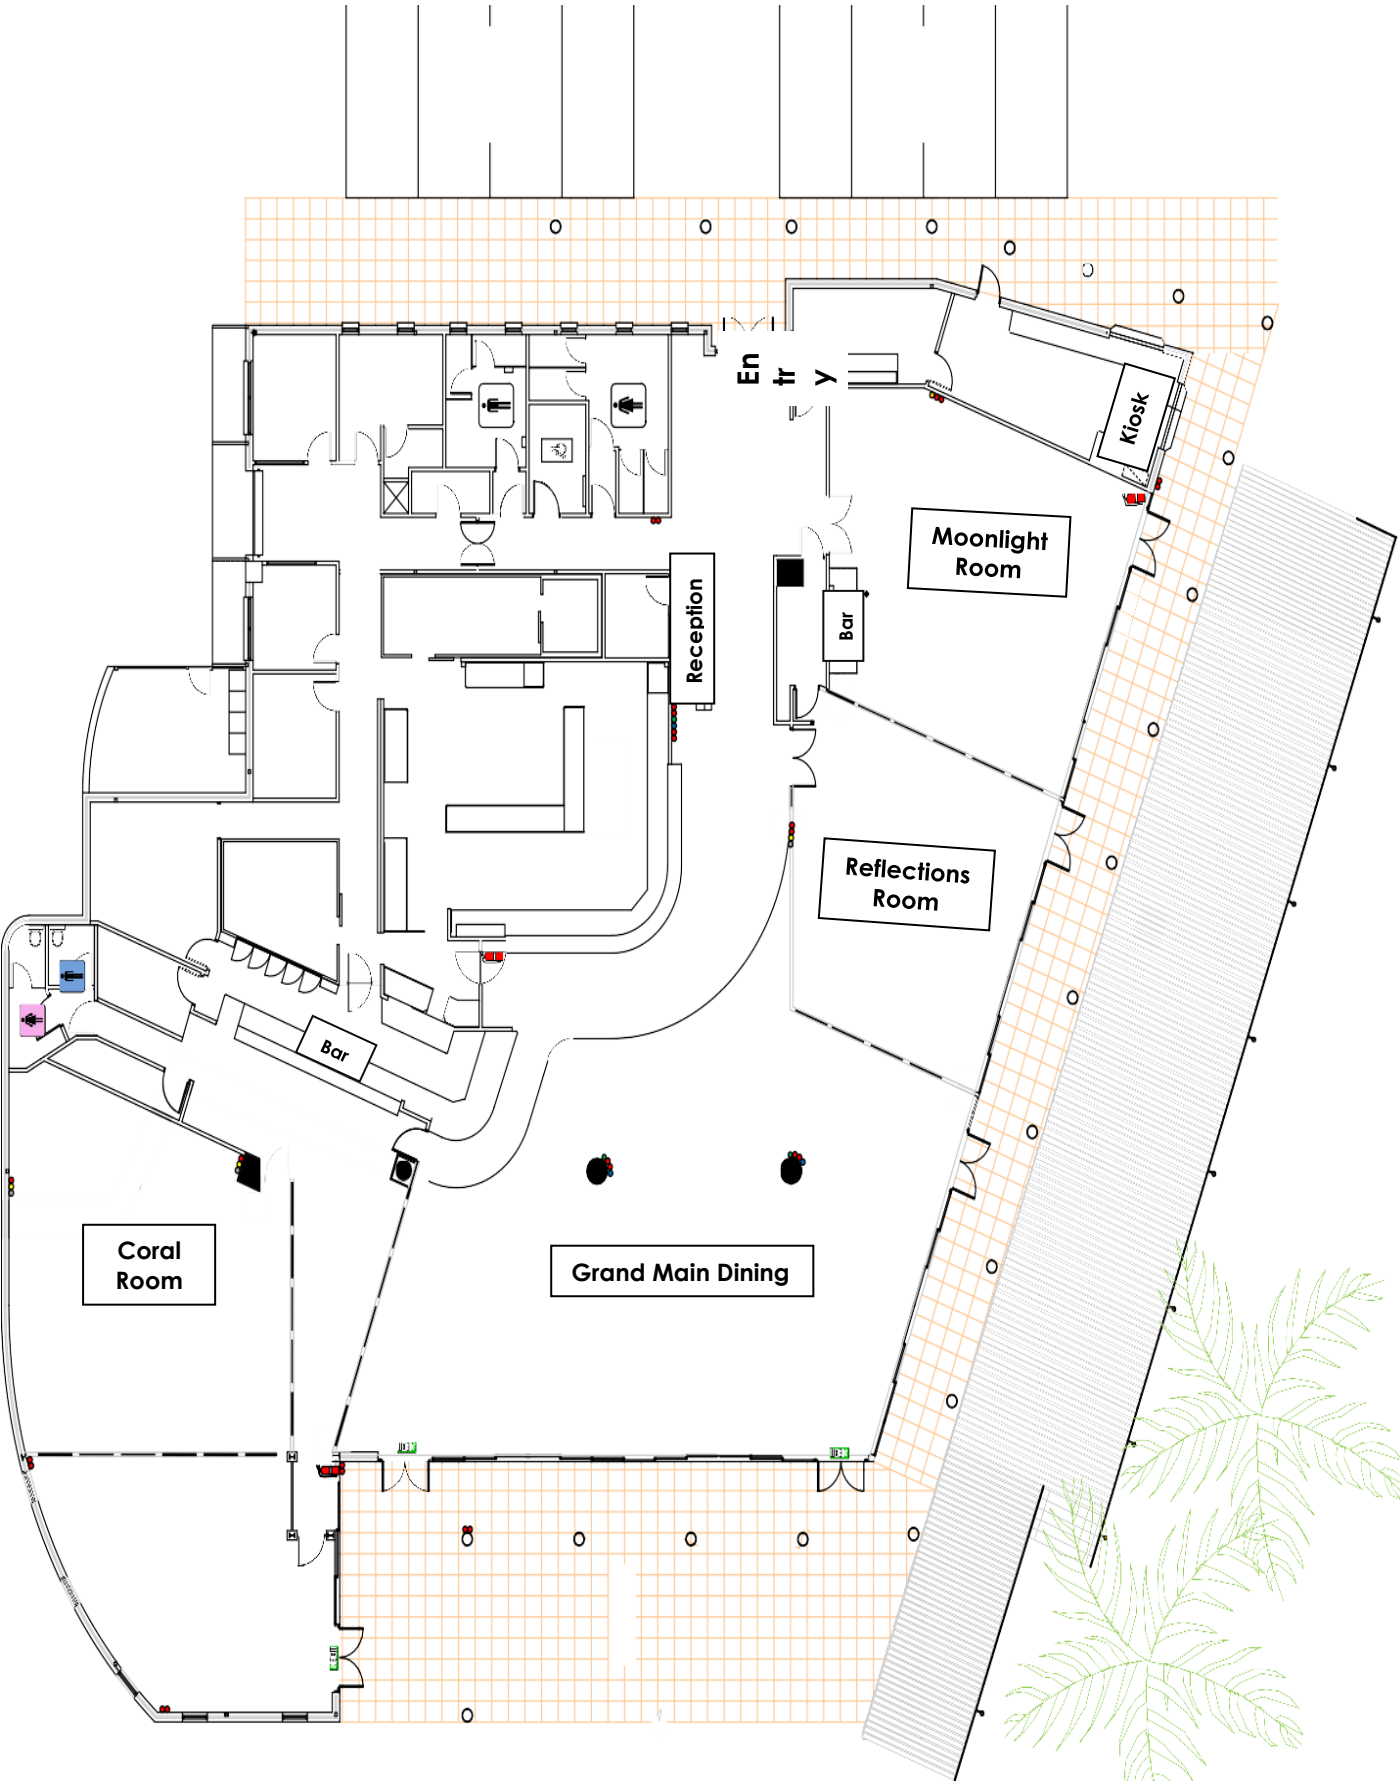 En
tr
y
Kiosk
Moonlight
Room
Reception
Bar
Reflections
Room
Bar
Coral
Room
Grand Main Dining